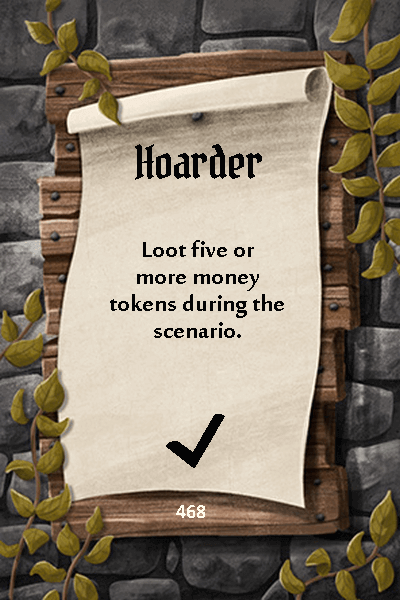 Hoarder
Loot five or
more money
tokens during the
scenario.
468